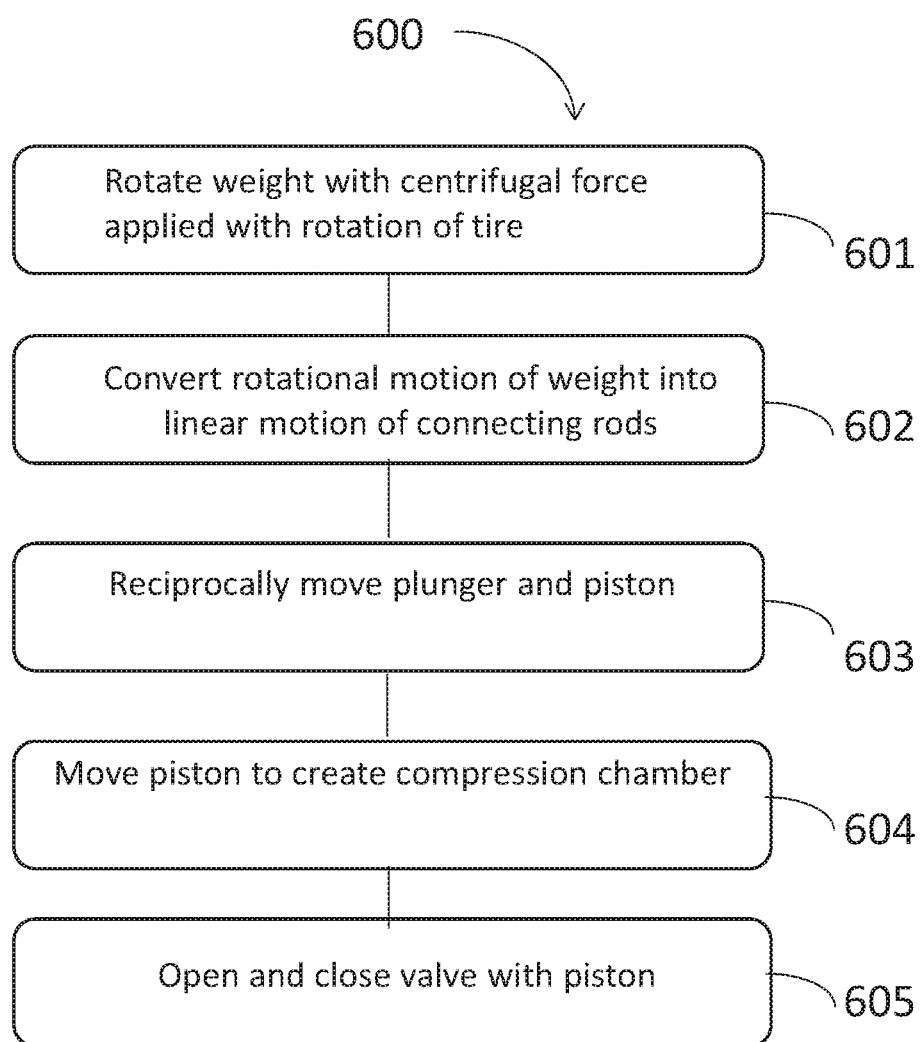 600
Rotate weight with centrifugal force
applied with rotation of tire
601
Convert rotational motion of weight into
linear motion of connecting rods
602
Reciprocally move plunger and piston
603
Move piston to create compression chamber
604
Open and close valve with piston
605